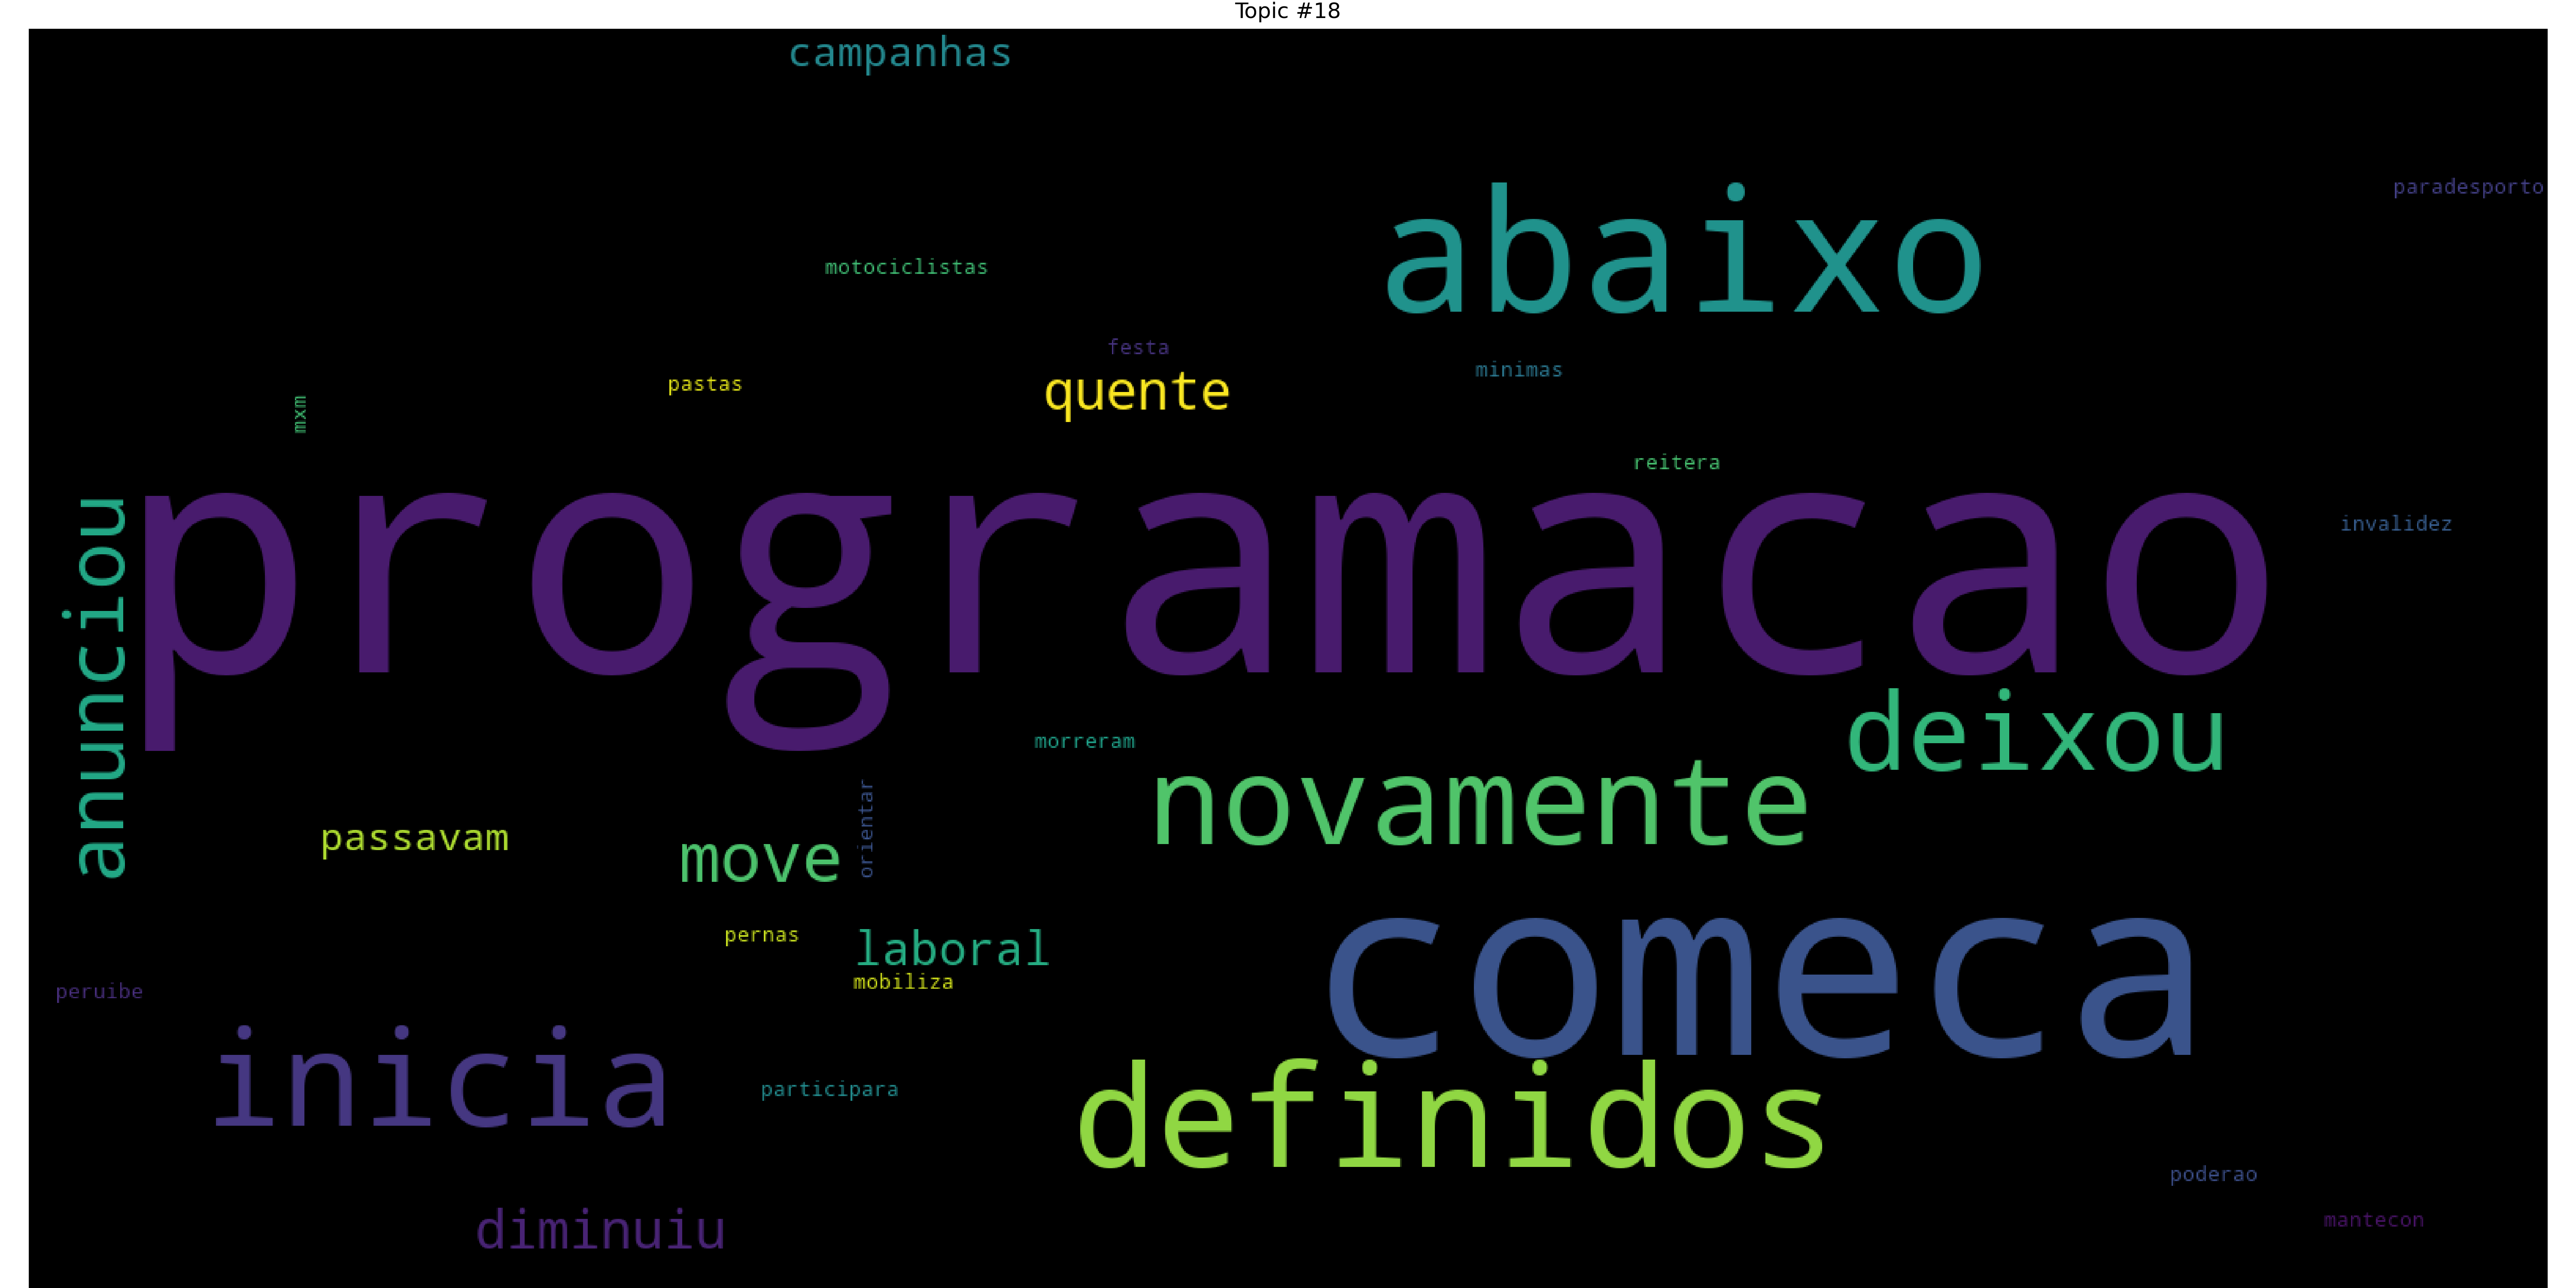 Topic #18
campanhas
paradesporto
abaixo
motociclistas
festa
minimas
pastas
quente
mxm
reitera
programacao
invalidez
anunciou
deixou
morreram
novamente
orientar
passavam
move
pernas
laboral
mobiliza
comeca
peruibe
inicia
participara
definidos
poderao
mantecon
diminuiu